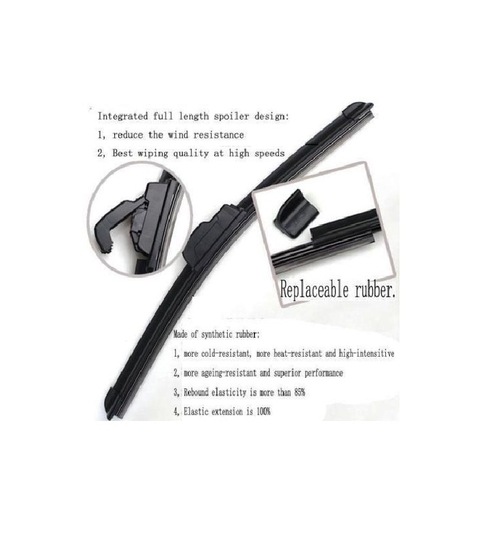 Integrated full length spoiler design:
1, reduce the wind resistance
2, Best wiping quality at high speeds
Replaceable rubber.
Made of synthetic rubber:
1, more cold-resistant, more heat-resistant and high-intensitive
2, more ageing-resistant and superior performance
3, Rebound elasticity is more than 85%
4, Elastic extension is 100%